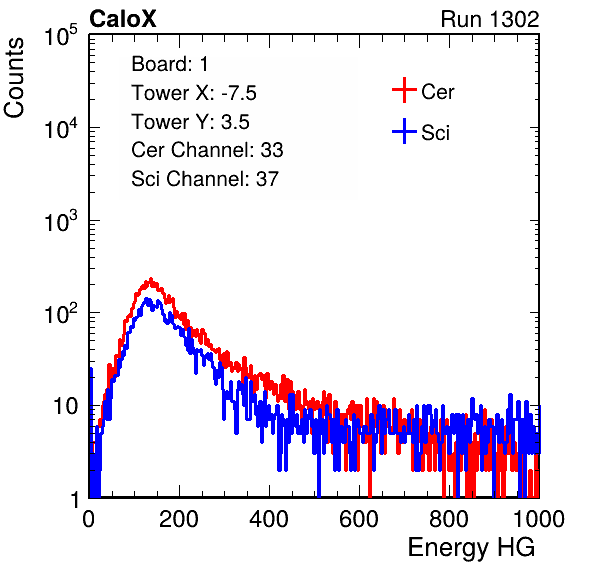 CaloX Run 1302
Counts
10^5
10^4
10^3
10^2
10
1
Board: 1
Tower X: -7.5
Tower Y: 3.5
Cer Channel: 33
Sci Channel: 37
Cer
Sci
0 200 400 600 800 1000
Energy HG